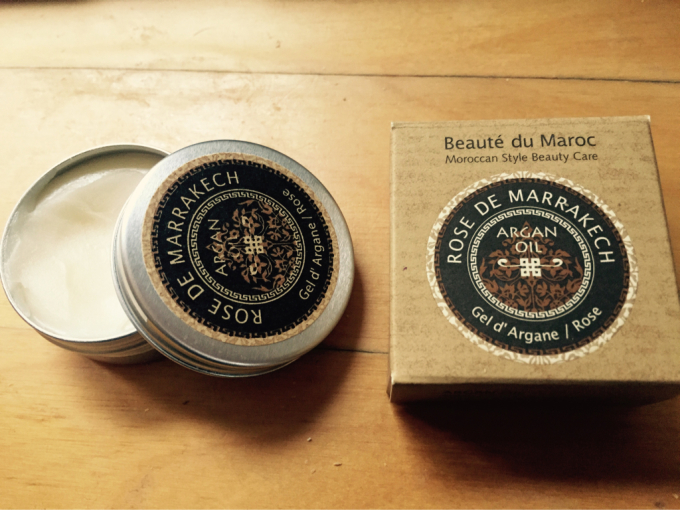 ROSE DE MARRAKECH
ARGAN
Gel d'Argane / Rose
Beauté du Maroc
Moroccan Style Beauty Care
ROSE DE MARRAKECH
ARGAN
OIL
Gel d'Argane / Rose